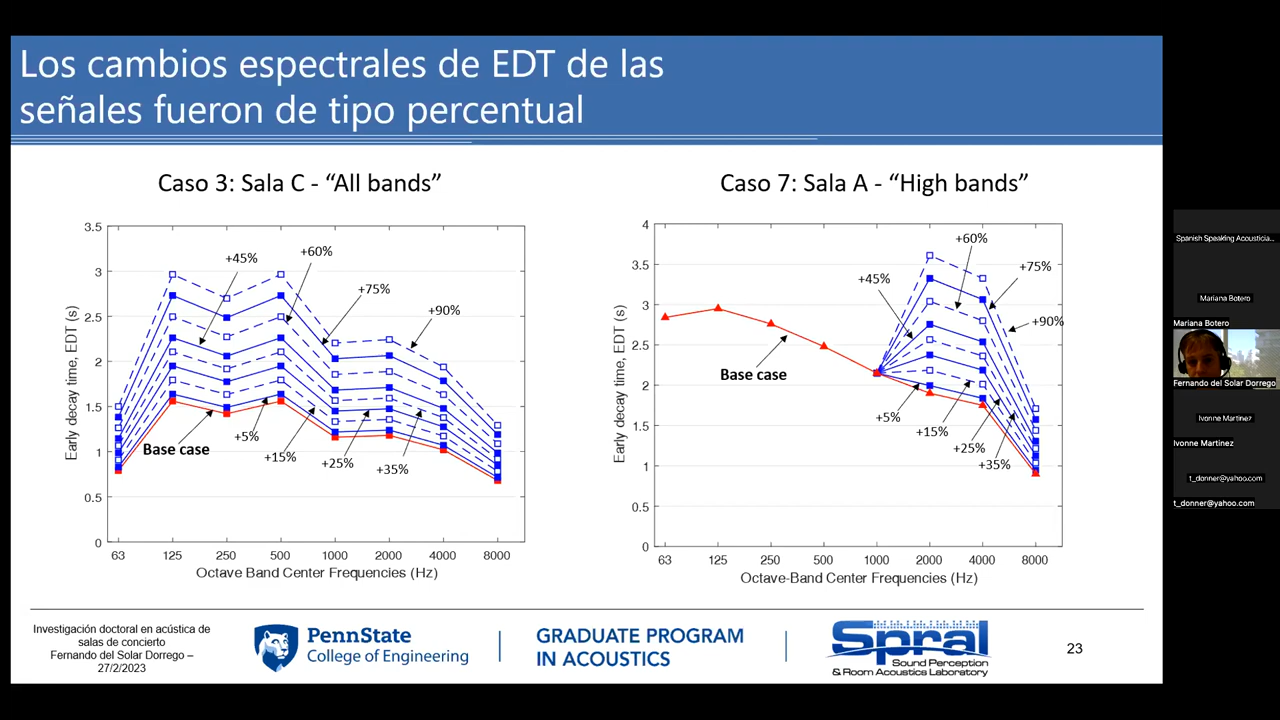 Los cambios espectrales de EDT de las
señales fueron de tipo percentual
Caso 3: Sala C - “All bands”
3.5
3
2.5
2
1.5
1
0.5
0
Early decay time, EDT (s)
+45%
+60%
+75%
+90%
Base case
+5%
+15%
+25%
+35%
63 125 250 500 1000 2000 4000 8000
Octave Band Center Frequencies (Hz)
Caso 7: Sala A - “High bands”
4
3.5
3
2.5
2
1.5
1
0.5
0
Early decay time, EDT (s)
+60%
+45%
+75%
+90%
Base case
+5%
+15%
+25%
+35%
63 125 250 500 1000 2000 4000 8000
Octave-Band Center Frequencies (Hz)
Investigación doctoral en acústica de
salas de concierto
Fernando del Solar Dorrego –
27/2/2023
PennState
College of Engineering
GRADUATE PROGRAM
IN ACOUSTICS
Spral
Sound Perception
& Room Acoustics Laboratory
23
Spanish Speaking Acousticia...
Mariana Botero
Mariana Botero
Fernando del Solar Dorrego
Ivonne Martinez
Ivonne Martinez
t_donner@yahoo.com
t_donner@yahoo.com